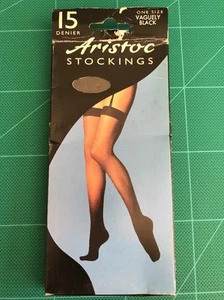 15
DENIER
ONE SIZE
VAGUELY
BLACK
Aristoc
STOCKINGS